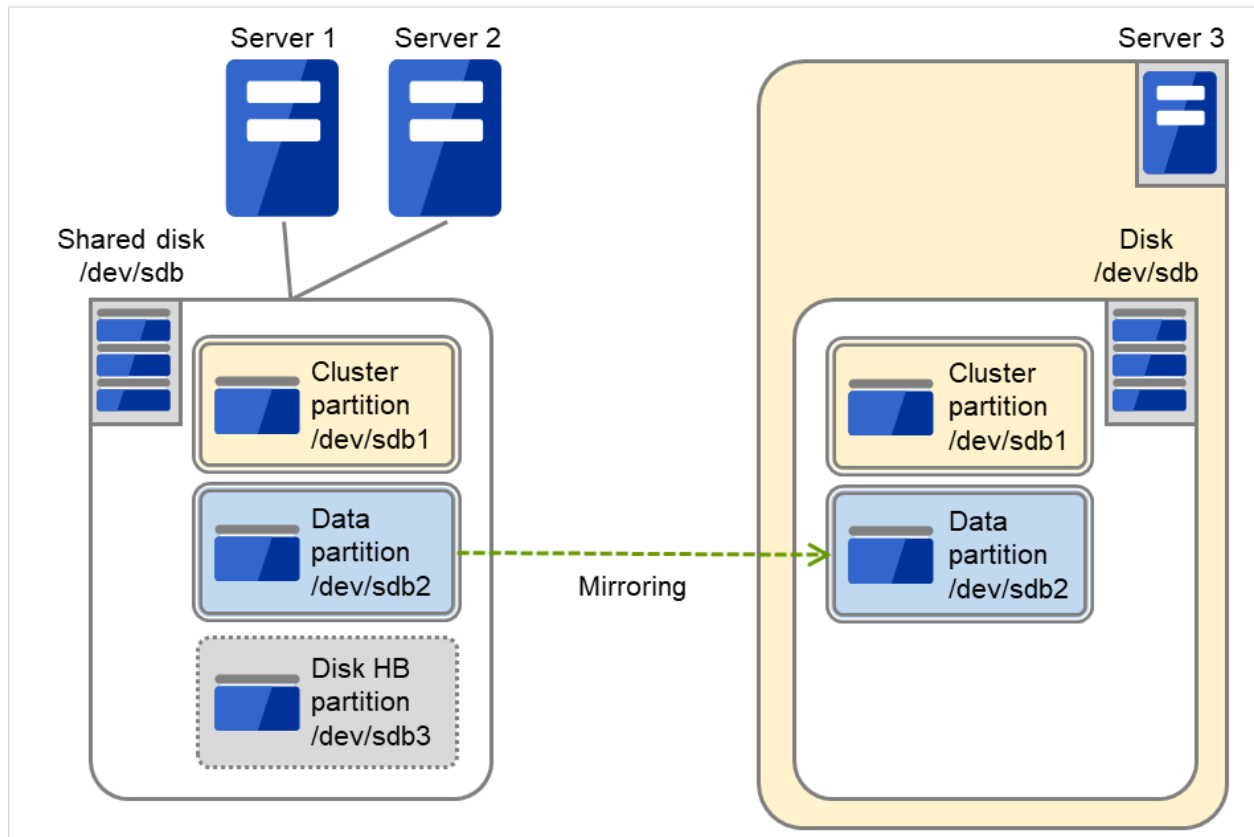 Server 1
Server 2
Server 3
Shared disk
/dev/sdb
Disk
/dev/sdb
Cluster
partition
/dev/sdb1
Data
partition
/dev/sdb2
Disk HB
partition
/dev/sdb3
Mirroring
Cluster
partition
/dev/sdb1
Data
partition
/dev/sdb2